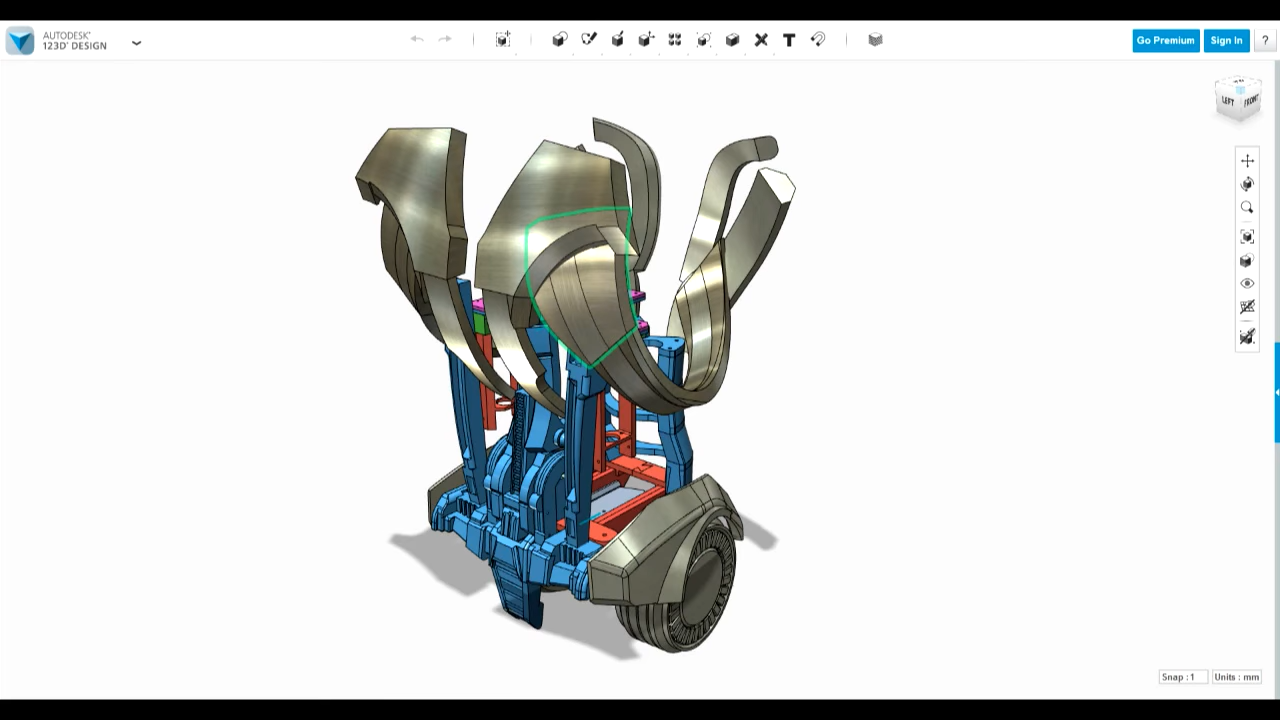 AUTODESK®
123D® DESIGN
Go Premium
Sign In
?
LEFT
FRONT
Snap : 1
Units : mm